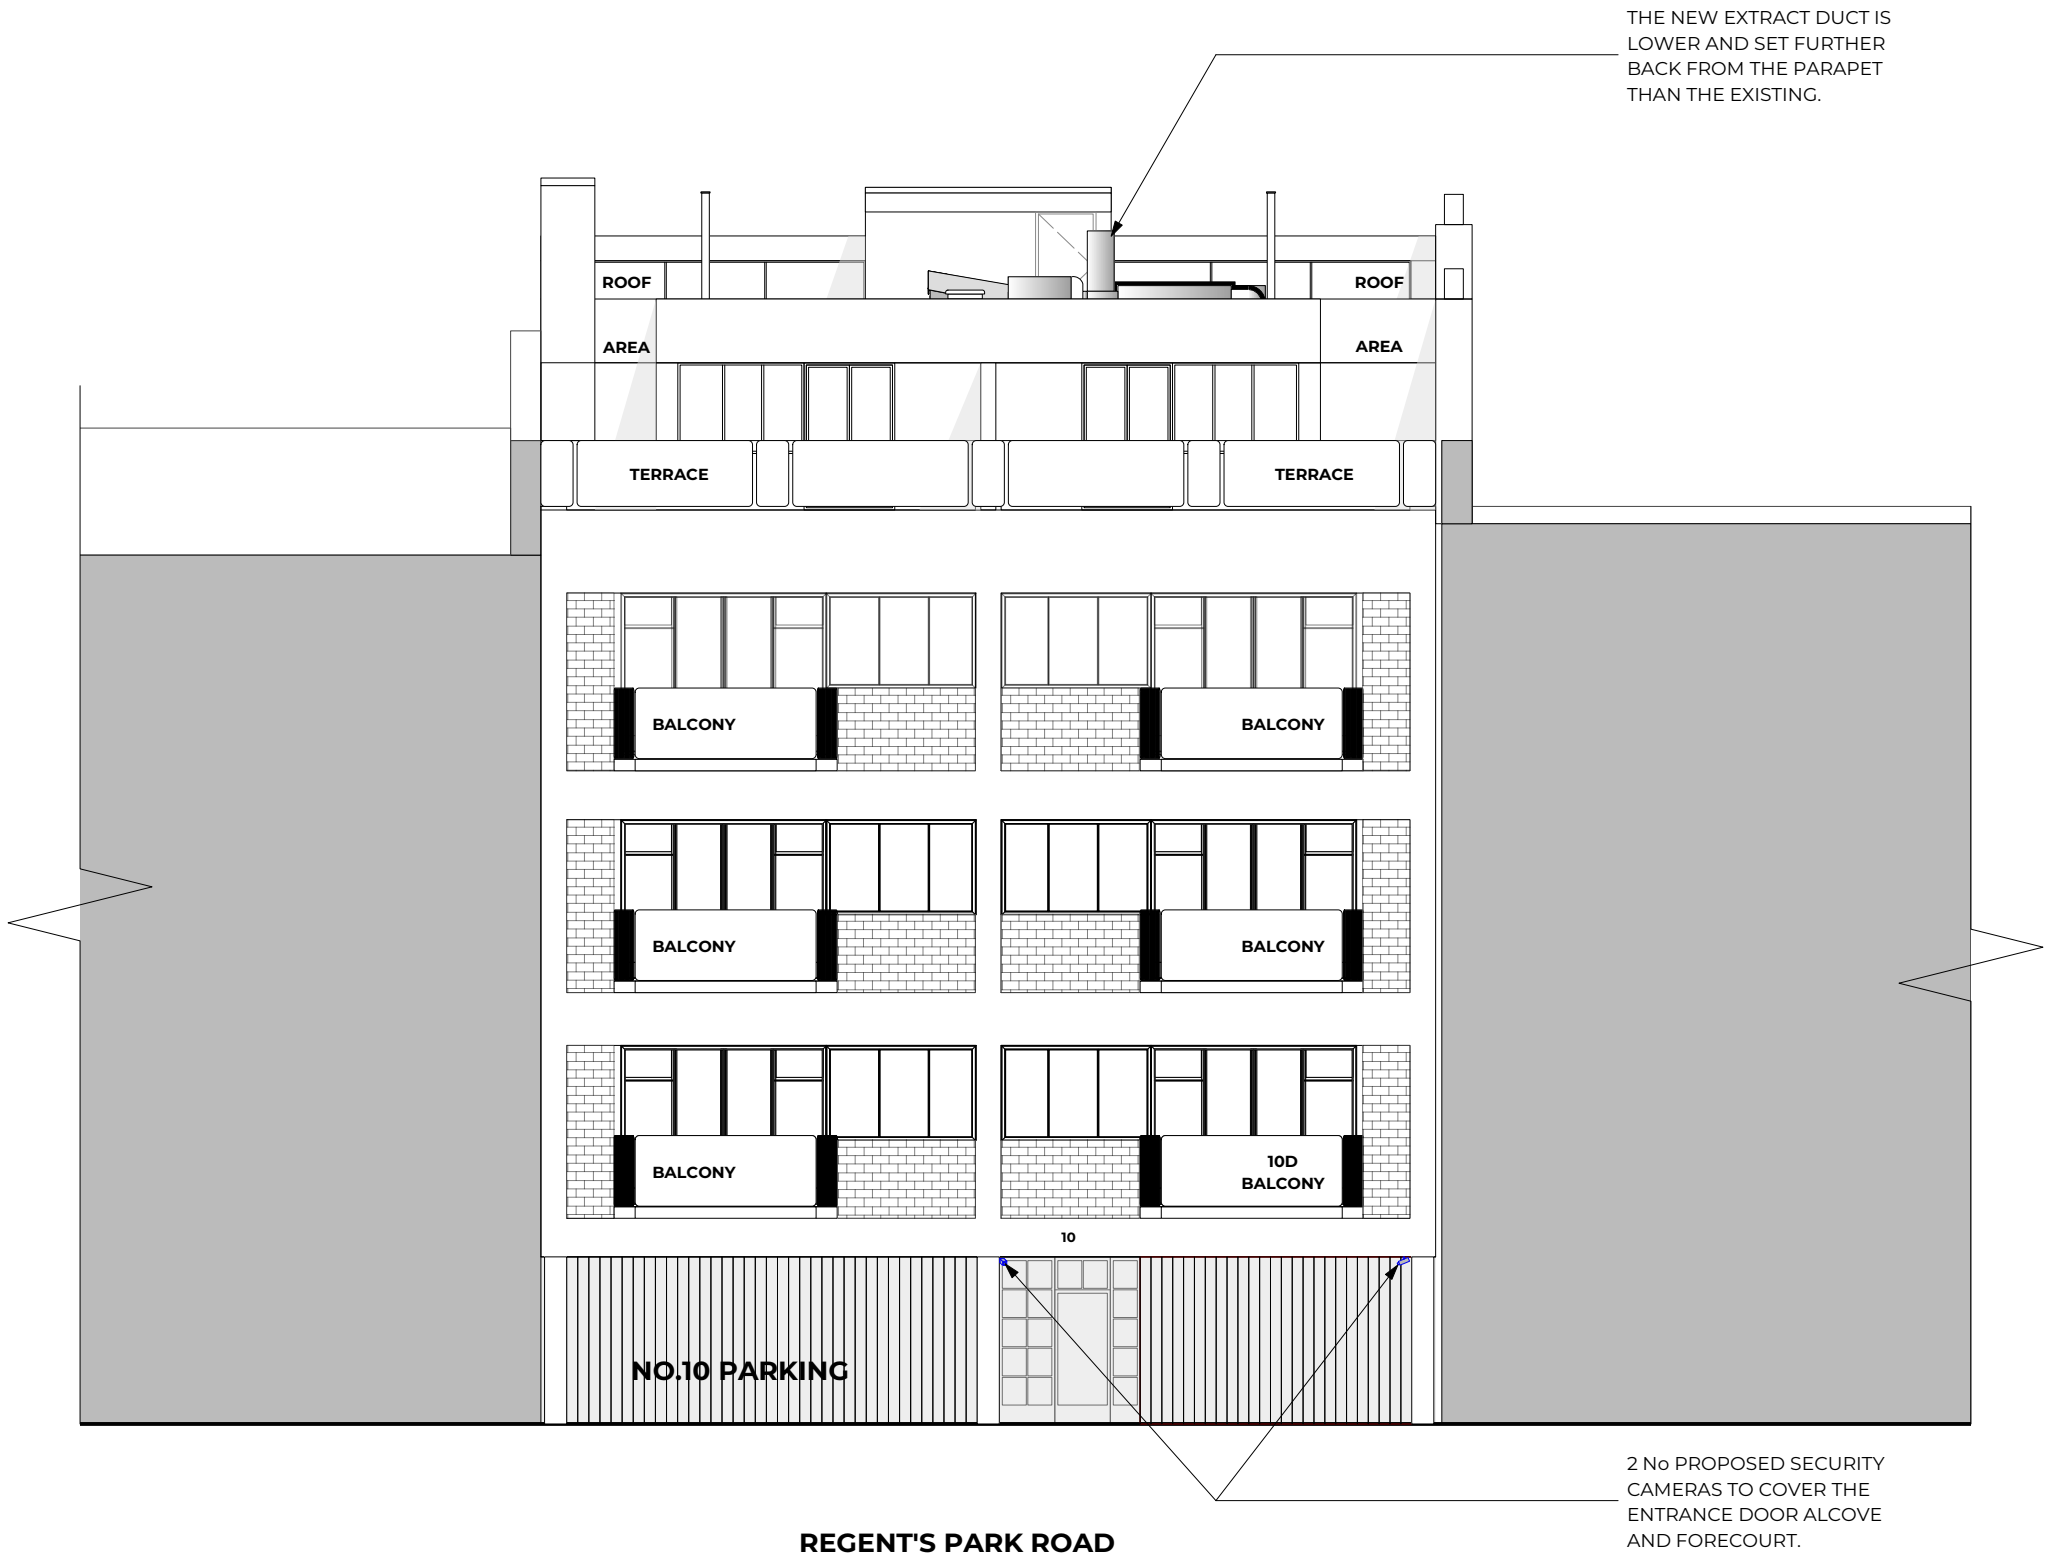 THE NEW EXTRACT DUCT IS
LOWER AND SET FURTHER
BACK FROM THE PARAPET
THAN THE EXISTING.
ROOF
ROOF
AREA
AREA
TERRACE
TERRACE
BALCONY
BALCONY
BALCONY
BALCONY
BALCONY
10D
BALCONY
10
NO.10 PARKING
2 No PROPOSED SECURITY
CAMERAS TO COVER THE
ENTRANCE DOOR ALCOVE
AND FORECOURT.
REGENT'S PARK ROAD